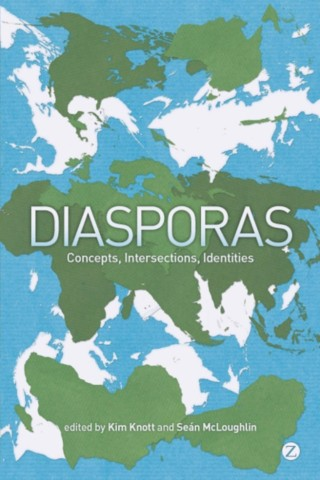 DIASPORAS
Concepts, Intersections, Identities
edited by Kim Knott and Seán McLoughlin
Z